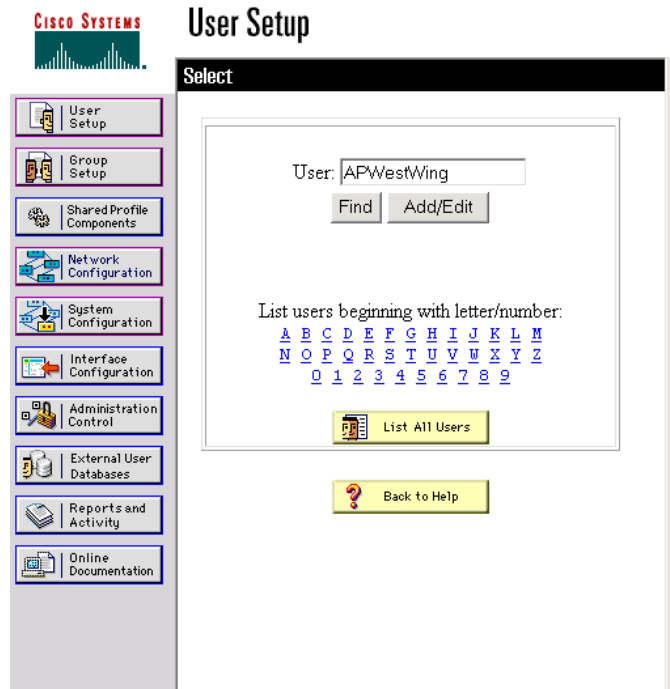 CISCO SYSTEMS
User Setup
Select
User
Setup
Group
Setup
Shared Profile
Components
Network
Configuration
System
Configuration
Interface
Configuration
Administration
Control
External User
Databases
Reports and
Activity
Online
Documentation
User: APWestWing
Find Add/Edit
List users beginning with letter/number:
A B C D E F G H I J K L M
N O P Q R S T U V W X Y Z
0 1 2 3 4 5 6 7 8 9
List All Users
Back to Help